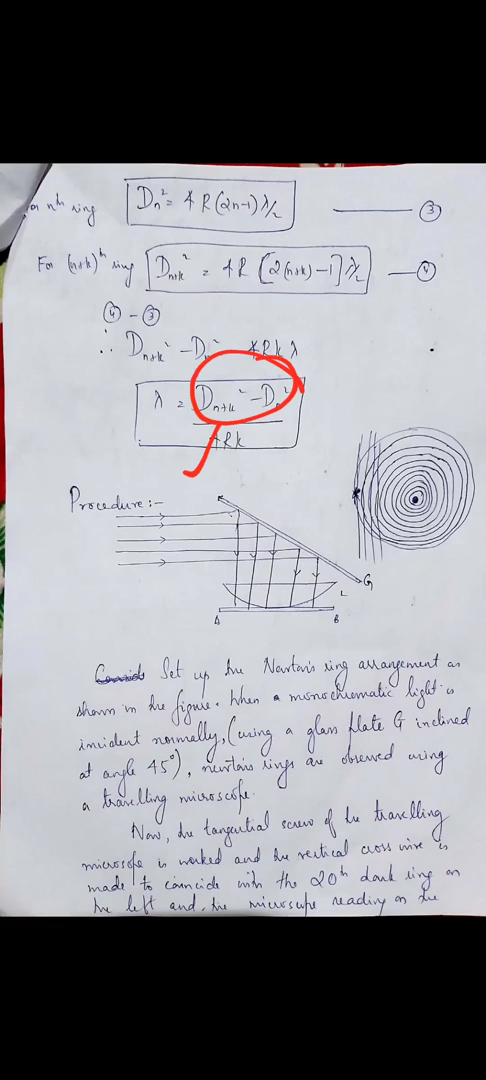 nth ring Dn² = 4 R (2n-1) λ/2 ——— ③
For (n+k)th ring Dn+k² = 4R [2(n+k) - 1] λ/2 — ④
④ - ③
∴ Dn+k² - Dn² 4Rk λ
λ = Dn+k² - Dn² / 4Rk
Procedure:-
G
L
A B
Set up the Newton's ring arrangement as
shown in the figure. When a monochromatic light is
incident normally, (using a glass plate G inclined
at angle 45°), newton's rings are observed using
a travelling microscope.
Now, the tangential screw of the travelling
microscope is worked and the vertical cross wire is
made to coincide with the 20th dark ring on
the left and the microscope reading on the